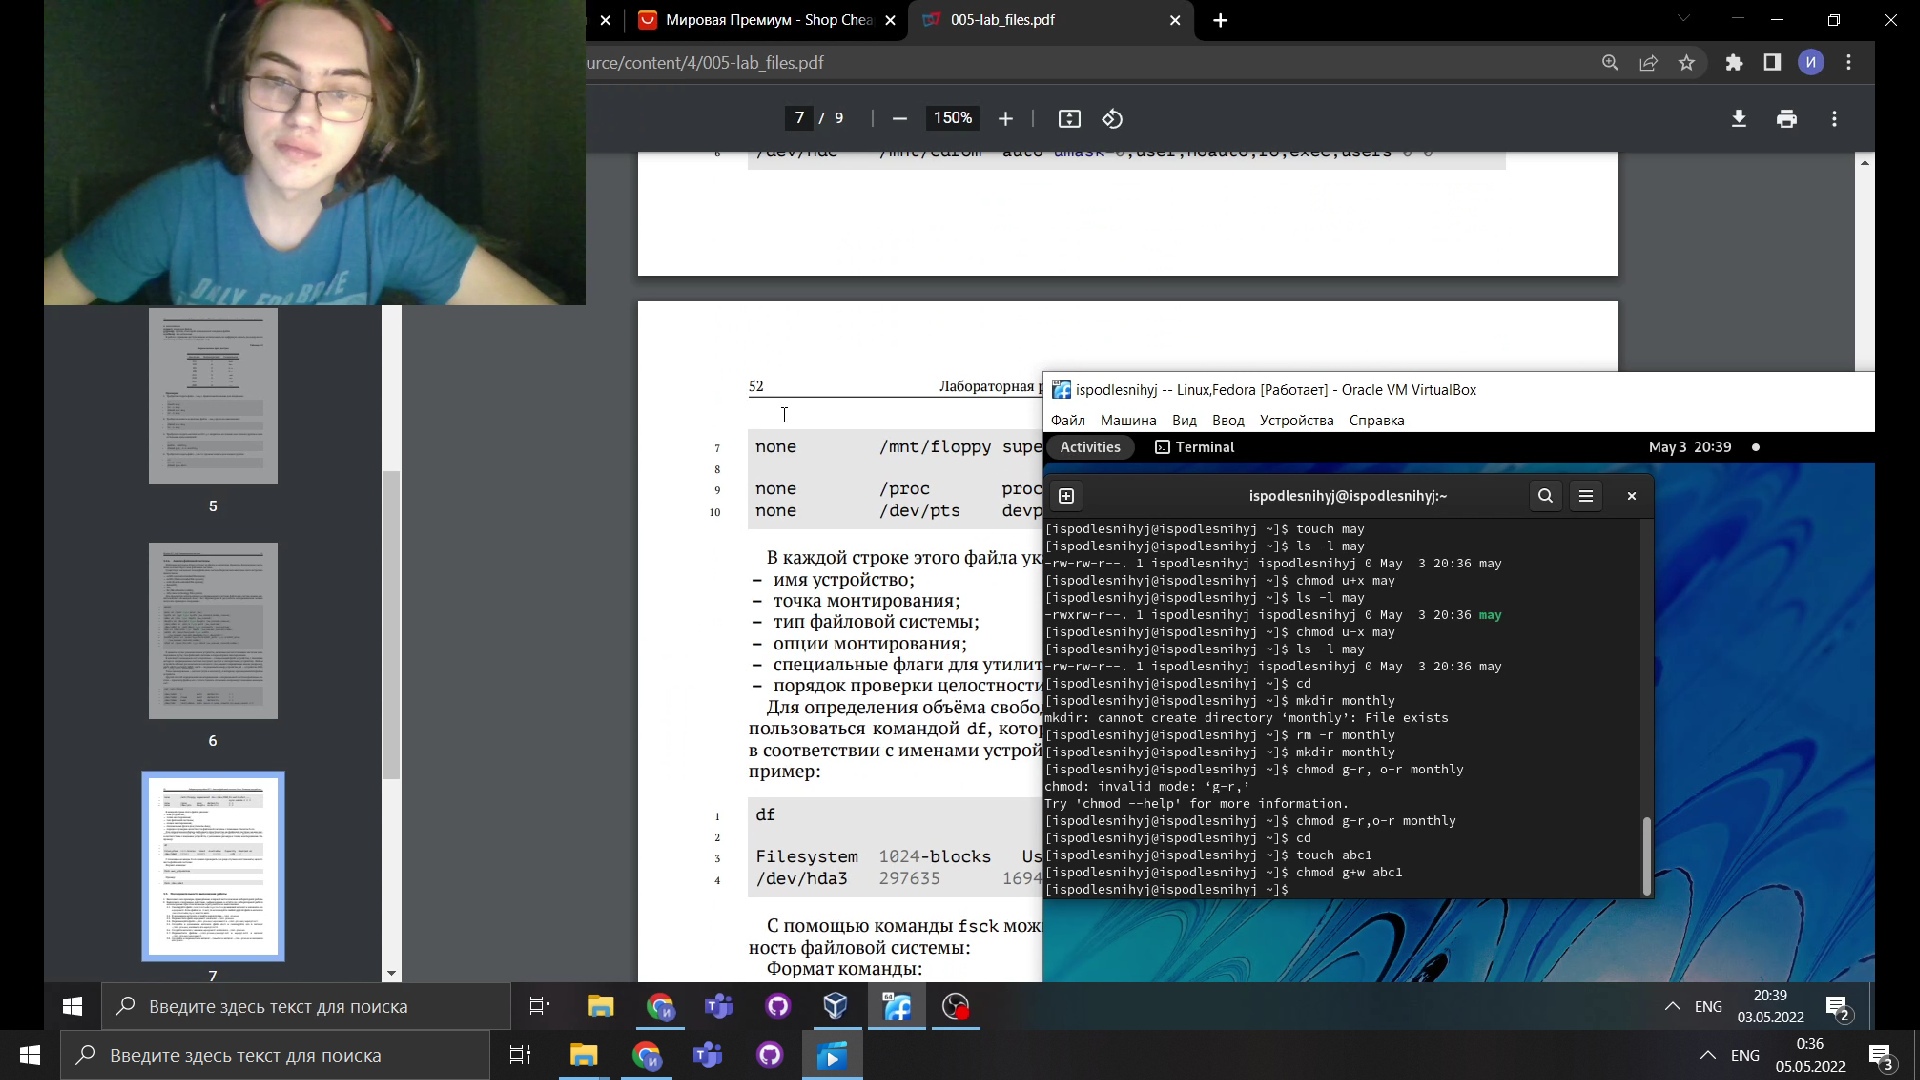 Мировая Премиум - Shop Chea
005-lab_files.pdf
urce/content/4/005-lab_files.pdf
И
7 / 9
150%
ONLY
5
6
7
52
Лабораторная р
7 none /mnt/floppy supe
8
9 none /proc proc
10 none /dev/pts devp
В каждой строке этого файла ук
– имя устройство;
– точка монтирования;
– тип файловой системы;
– опции монтирования;
– специальные флаги для утилит
– порядок проверки целостности
Для определения объёма свобод
пользоваться командой df, котор
в соответствии с именами устрой
пример:
1 df
2
3 Filesystem 1024-blocks Us
4 /dev/hda3 297635 1694
С помощью команды fsck мож
ность файловой системы:
Формат команды:
ispodlesnihyj -- Linux,Fedora [Работает] - Oracle VM VirtualBox
Файл Машина Вид Ввод Устройства Справка
Activities Terminal May 3 20:39
ispodlesnihyj@ispodlesnihyj:~
[ispodlesnihyj@ispodlesnihyj ~]$ touch may
[ispodlesnihyj@ispodlesnihyj ~]$ ls -l may
-rw-rw-r--. 1 ispodlesnihyj ispodlesnihyj 0 May 3 20:36 may
[ispodlesnihyj@ispodlesnihyj ~]$ chmod u+x may
[ispodlesnihyj@ispodlesnihyj ~]$ ls -l may
-rwxrw-r--. 1 ispodlesnihyj ispodlesnihyj 0 May 3 20:36 may
[ispodlesnihyj@ispodlesnihyj ~]$ chmod u-x may
[ispodlesnihyj@ispodlesnihyj ~]$ ls -l may
-rw-rw-r--. 1 ispodlesnihyj ispodlesnihyj 0 May 3 20:36 may
[ispodlesnihyj@ispodlesnihyj ~]$ cd
[ispodlesnihyj@ispodlesnihyj ~]$ mkdir monthly
mkdir: cannot create directory ‘monthly’: File exists
[ispodlesnihyj@ispodlesnihyj ~]$ rm -r monthly
[ispodlesnihyj@ispodlesnihyj ~]$ mkdir monthly
[ispodlesnihyj@ispodlesnihyj ~]$ chmod g-r, o-r monthly
chmod: invalid mode: ‘g-r,’
Try 'chmod --help' for more information.
[ispodlesnihyj@ispodlesnihyj ~]$ chmod g-r,o-r monthly
[ispodlesnihyj@ispodlesnihyj ~]$ cd
[ispodlesnihyj@ispodlesnihyj ~]$ touch abc1
[ispodlesnihyj@ispodlesnihyj ~]$ chmod g+w abc1
[ispodlesnihyj@ispodlesnihyj ~]$
Введите здесь текст для поиска
64
ENG
20:39
03.05.2022
2
Введите здесь текст для поиска
ENG
0:36
05.05.2022
3